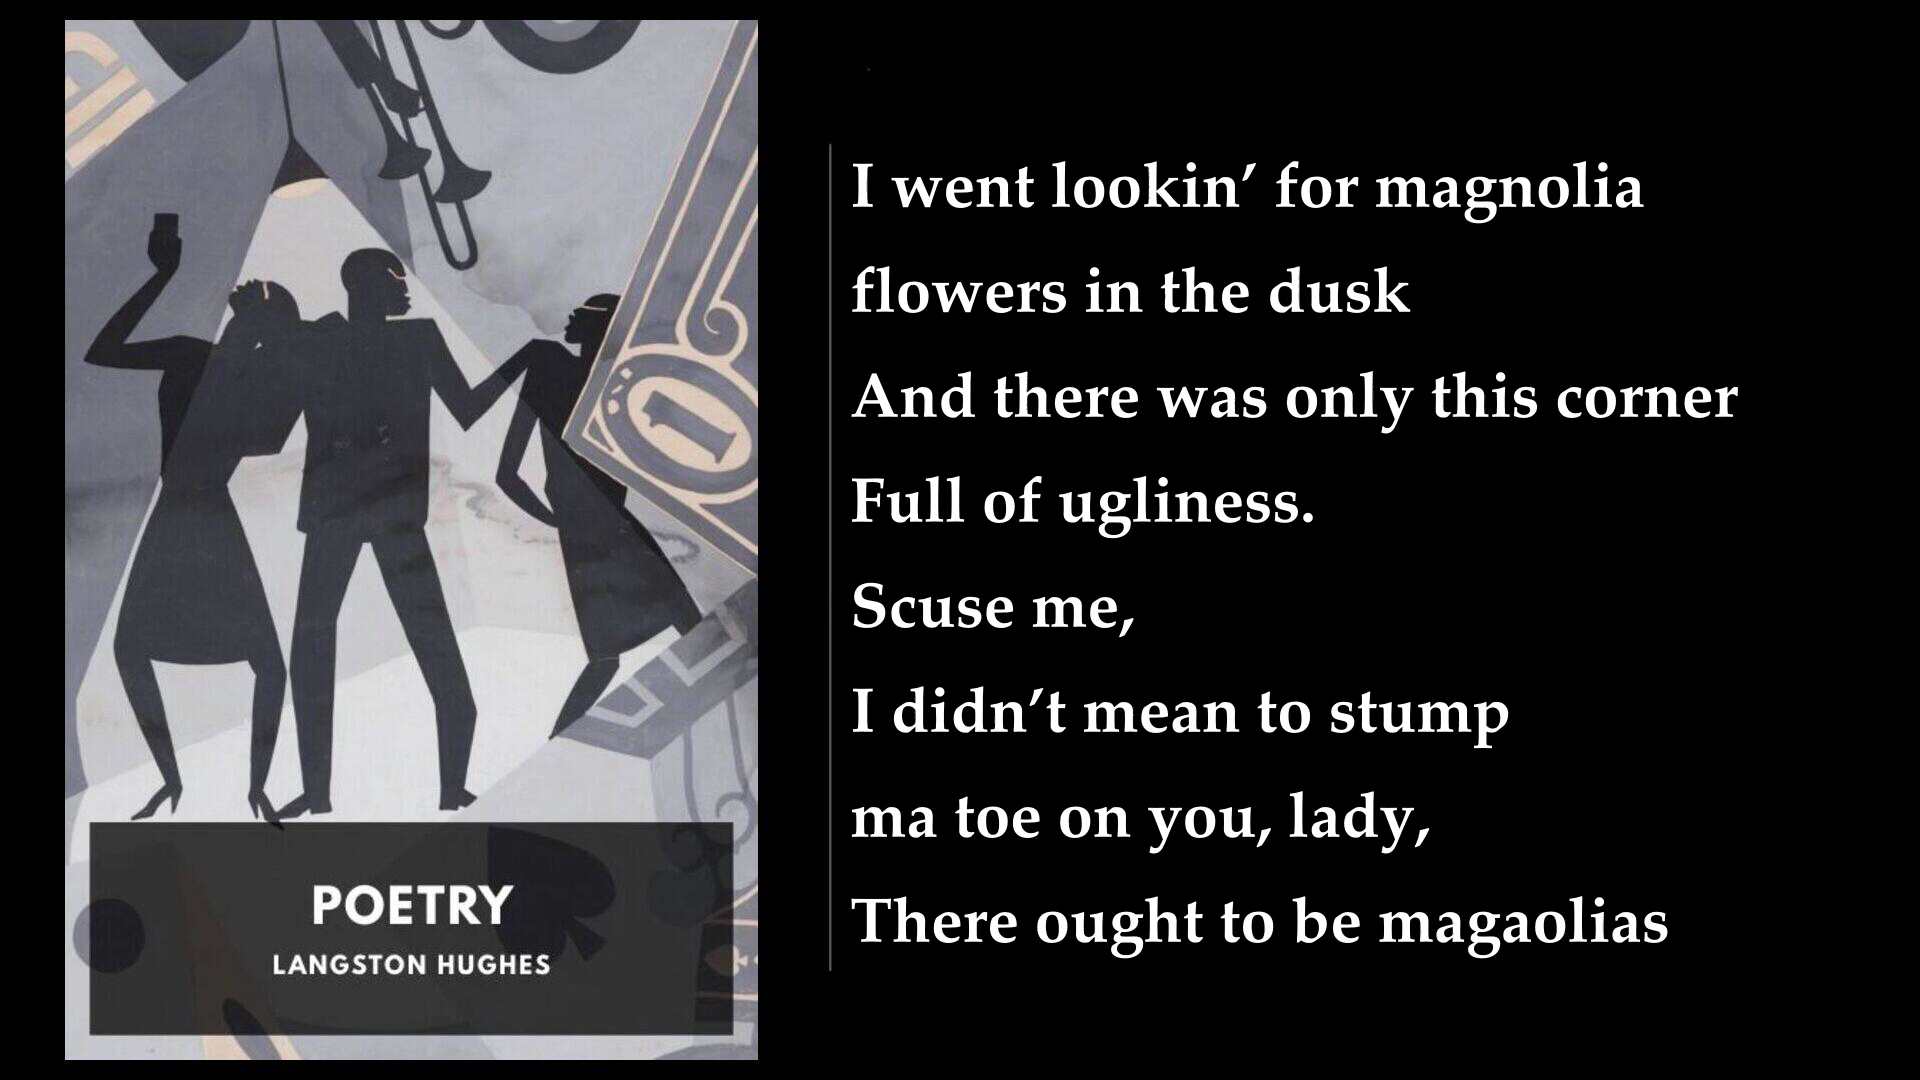 POETRY
LANGSTON HUGHES
I went lookin’ for magnolia
flowers in the dusk
And there was only this corner
Full of ugliness.
Scuse me,
I didn’t mean to stump
ma toe on you, lady,
There ought to be magaolias